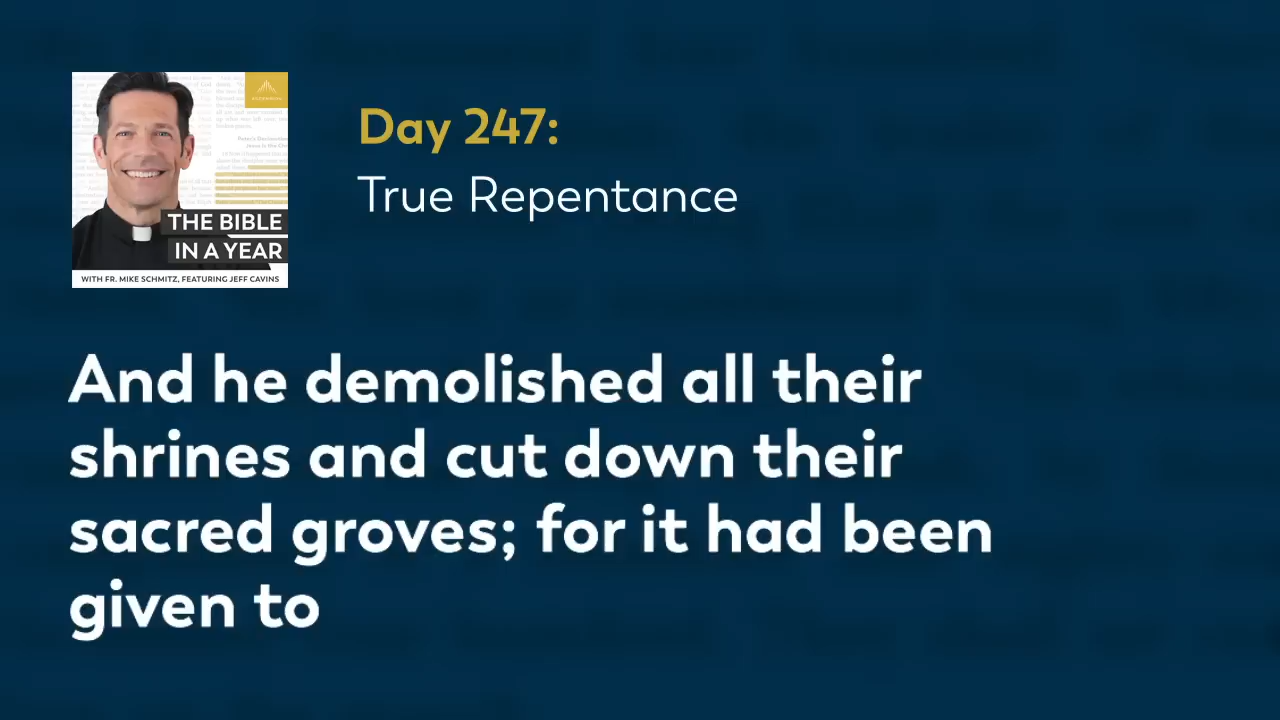 Day 247:
True Repentance
THE BIBLE
IN A YEAR
WITH FR. MIKE SCHMITZ, FEATURING JEFF CAVINS
And he demolished all their
shrines and cut down their
sacred groves; for it had been
given to